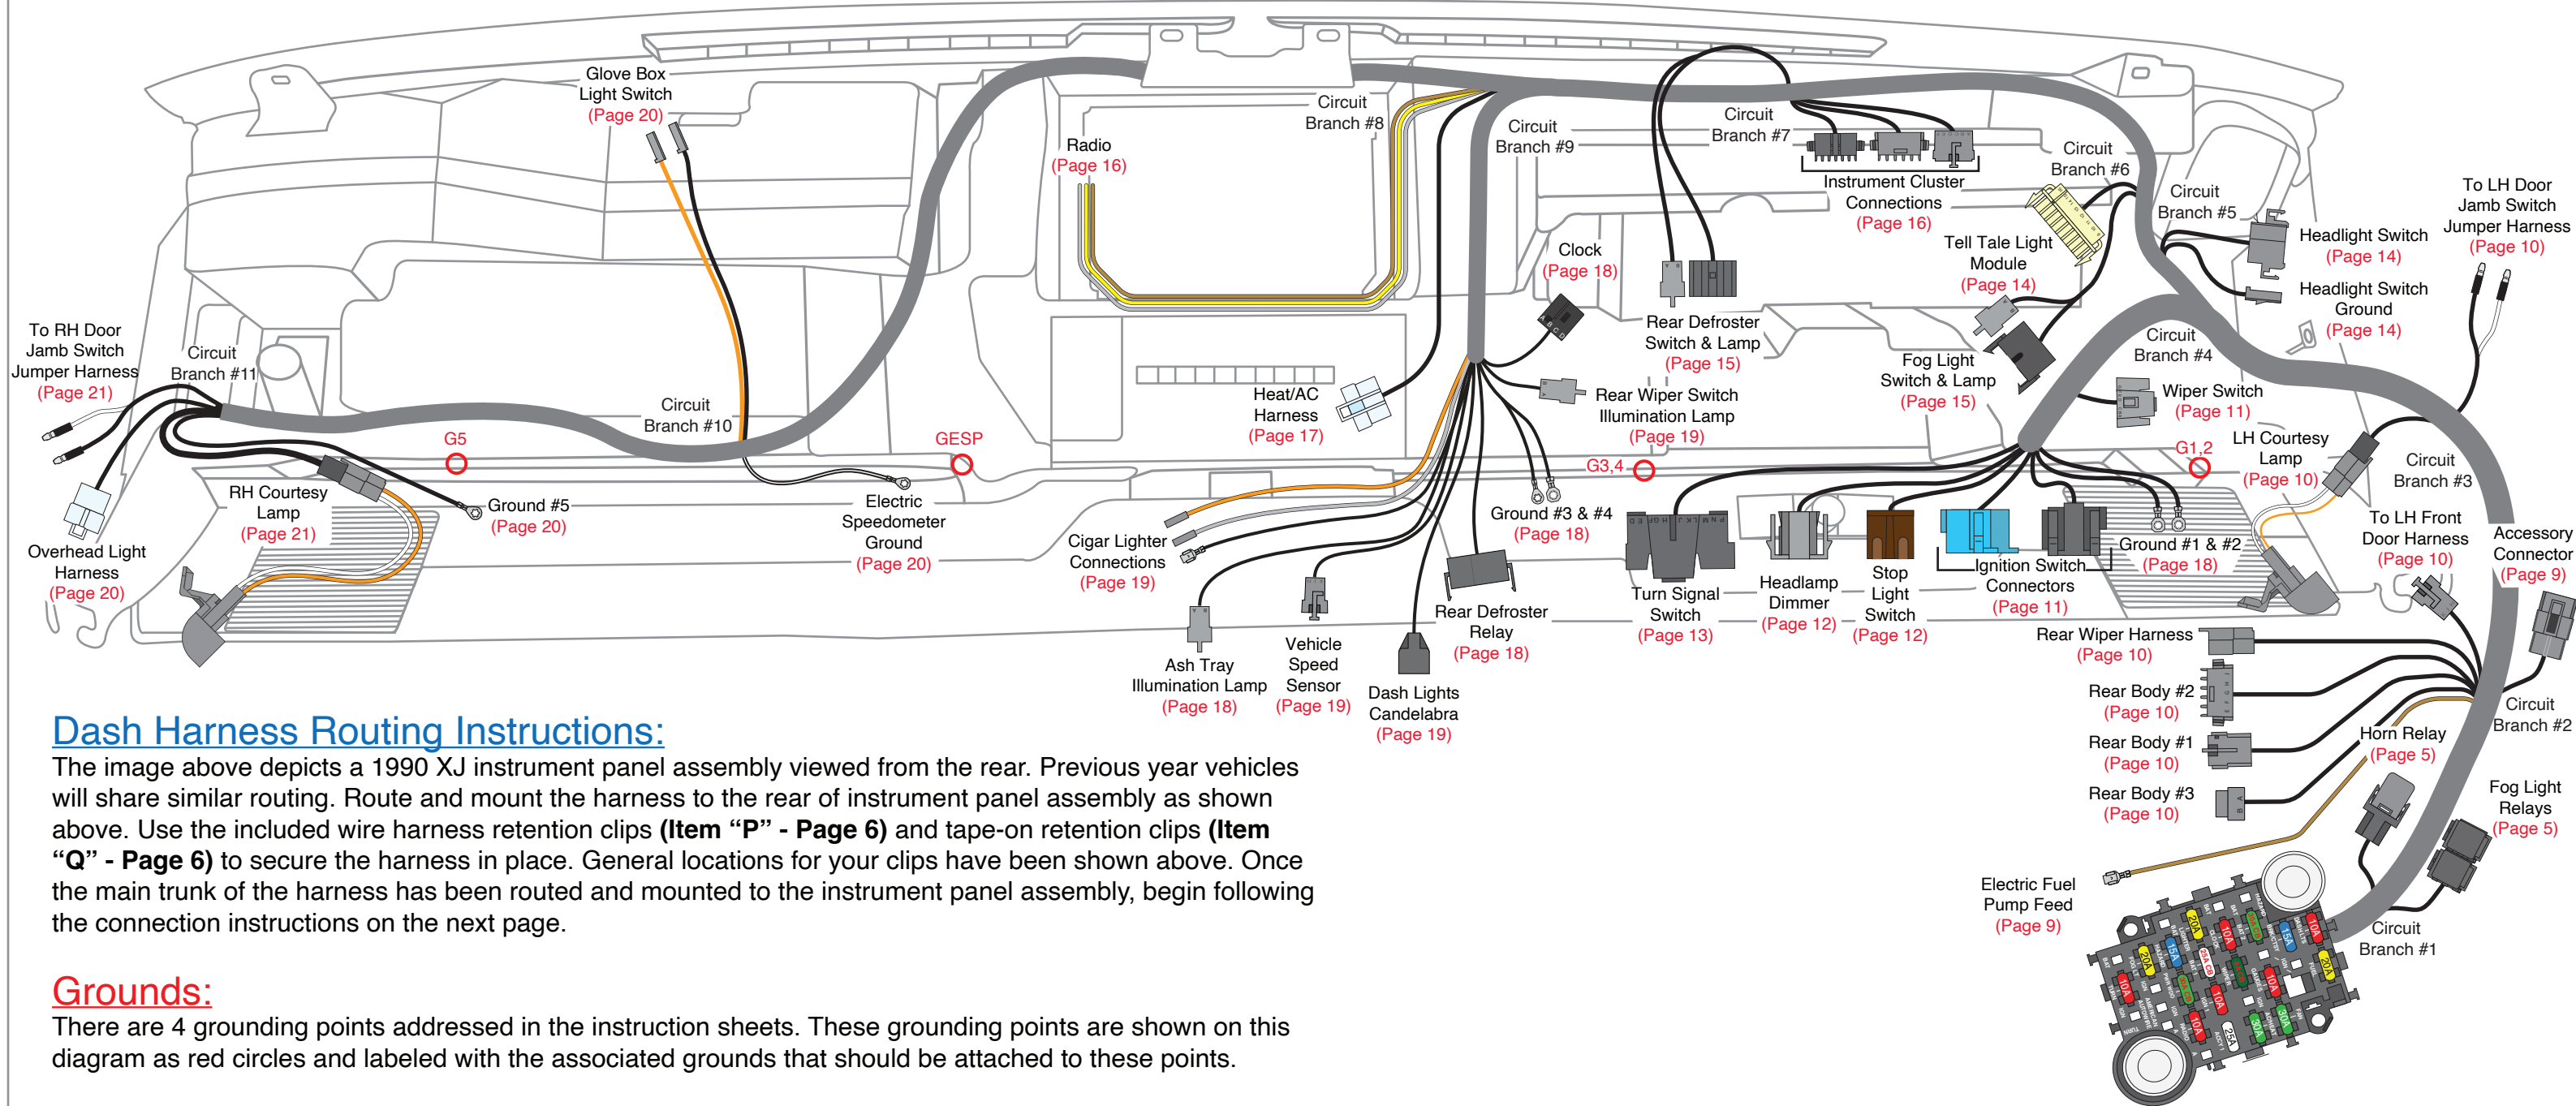 Glove Box
Light Switch
(Page 20)
Radio
(Page 16)
Circuit
Branch #8
Circuit
Branch #9
Circuit
Branch #7
Instrument Cluster
Connections
(Page 16)
Circuit
Branch #6
Circuit
Branch #5
Headlight Switch
(Page 14)
Headlight Switch
Ground
(Page 14)
To LH Door
Jamb Switch
Jumper Harness
(Page 10)
Tell Tale Light
Module
(Page 14)
Clock
(Page 18)
Rear Defroster
Switch & Lamp
(Page 15)
Fog Light
Switch & Lamp
(Page 15)
Circuit
Branch #4
Wiper Switch
(Page 11)
To RH Door
Jamb Switch
Jumper Harness
(Page 21)
Circuit
Branch #11
Circuit
Branch #10
Heat/AC
Harness
(Page 17)
Rear Wiper Switch
Illumination Lamp
(Page 19)
G5
GESP
G3,4
G1,2
LH Courtesy
Lamp
(Page 10)
Circuit
Branch #3
RH Courtesy
Lamp
(Page 21)
Ground #5
(Page 20)
Electric
Speedometer
Ground
(Page 20)
Overhead Light
Harness
(Page 20)
Cigar Lighter
Connections
(Page 19)
Ground #3 & #4
(Page 18)
Turn Signal
Switch
(Page 13)
Headlamp
Dimmer
(Page 12)
Stop
Light
Switch
(Page 12)
Ignition Switch
Connectors
(Page 11)
Ground #1 & #2
(Page 18)
To LH Front
Door Harness
(Page 10)
Accessory
Connector
(Page 9)
Ash Tray
Illumination Lamp
(Page 18)
Vehicle
Speed
Sensor
(Page 19)
Dash Lights
Candelabra
(Page 19)
Rear Defroster
Relay
(Page 18)
Rear Wiper Harness
(Page 10)
Rear Body #2
(Page 10)
Rear Body #1
(Page 10)
Rear Body #3
(Page 10)
Circuit
Branch #2
Horn Relay
(Page 5)
Fog Light
Relays
(Page 5)
Electric Fuel
Pump Feed
(Page 9)
Circuit
Branch #1
Dash Harness Routing Instructions:
The image above depicts a 1990 XJ instrument panel assembly viewed from the rear. Previous year vehicles
will share similar routing. Route and mount the harness to the rear of instrument panel assembly as shown
above. Use the included wire harness retention clips (Item “P” - Page 6) and tape-on retention clips (Item
“Q” - Page 6) to secure the harness in place. General locations for your clips have been shown above. Once
the main trunk of the harness has been routed and mounted to the instrument panel assembly, begin following
the connection instructions on the next page.
Grounds:
There are 4 grounding points addressed in the instruction sheets. These grounding points are shown on this
diagram as red circles and labeled with the associated grounds that should be attached to these points.
20A
10A
15A
10A
20A
15A
25A CB
10A
20A
10A
10A
10A
30A
30A
25A